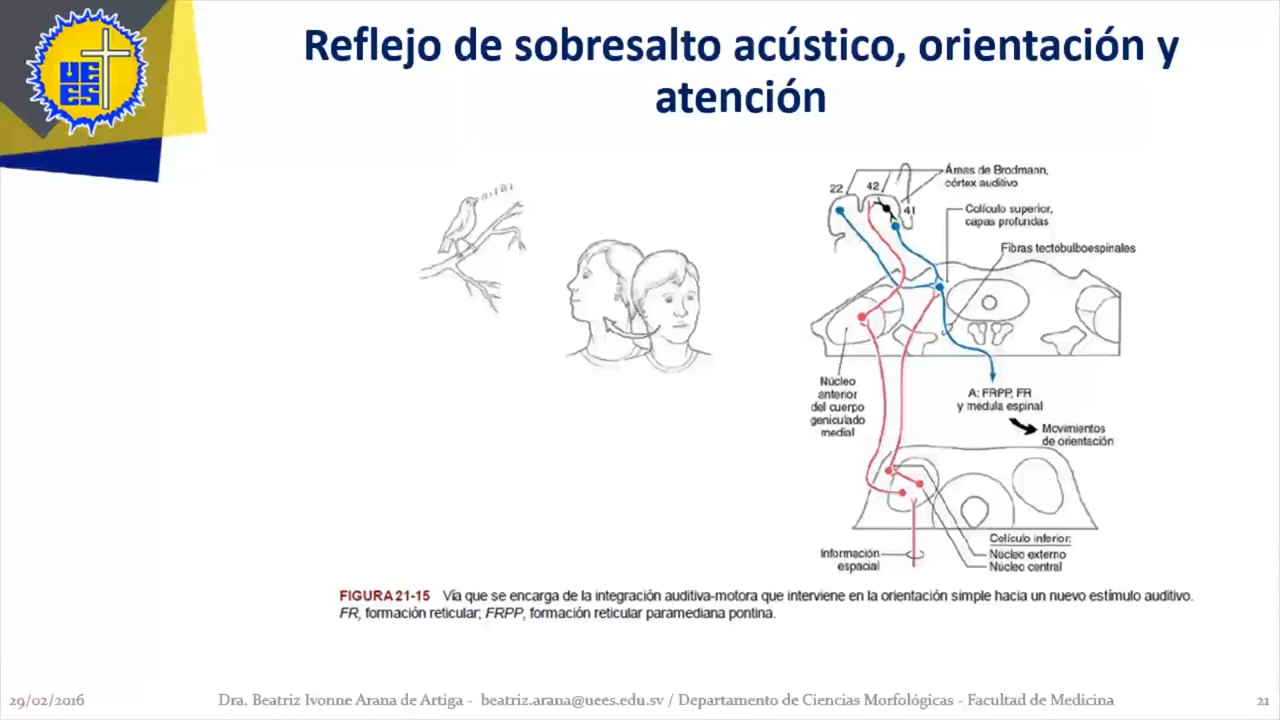 UE
ES
Reflejo de sobresalto acústico, orientación y
atención
22
42
41
Áreas de Brodmann,
córtex auditivo
Colículo superior,
capas profundas
Fibras tectobulboespinales
Núcleo
anterior
del cuerpo
geniculado
medial
A: FRPP, FR
y médula espinal
Movimientos
de orientación
Información
espacial
Colículo inferior:
Núcleo externo
Núcleo central
FIGURA 21-15 Vía que se encarga de la integración auditiva-motora que interviene en la orientación simple hacia un nuevo estímulo auditivo.
FR, formación reticular; FRPP, formación reticular paramediana pontina.
29/02/2016
Dra. Beatriz Ivonne Arana de Artiga - beatriz.arana@uees.edu.sv / Departamento de Ciencias Morfológicas - Facultad de Medicina
21